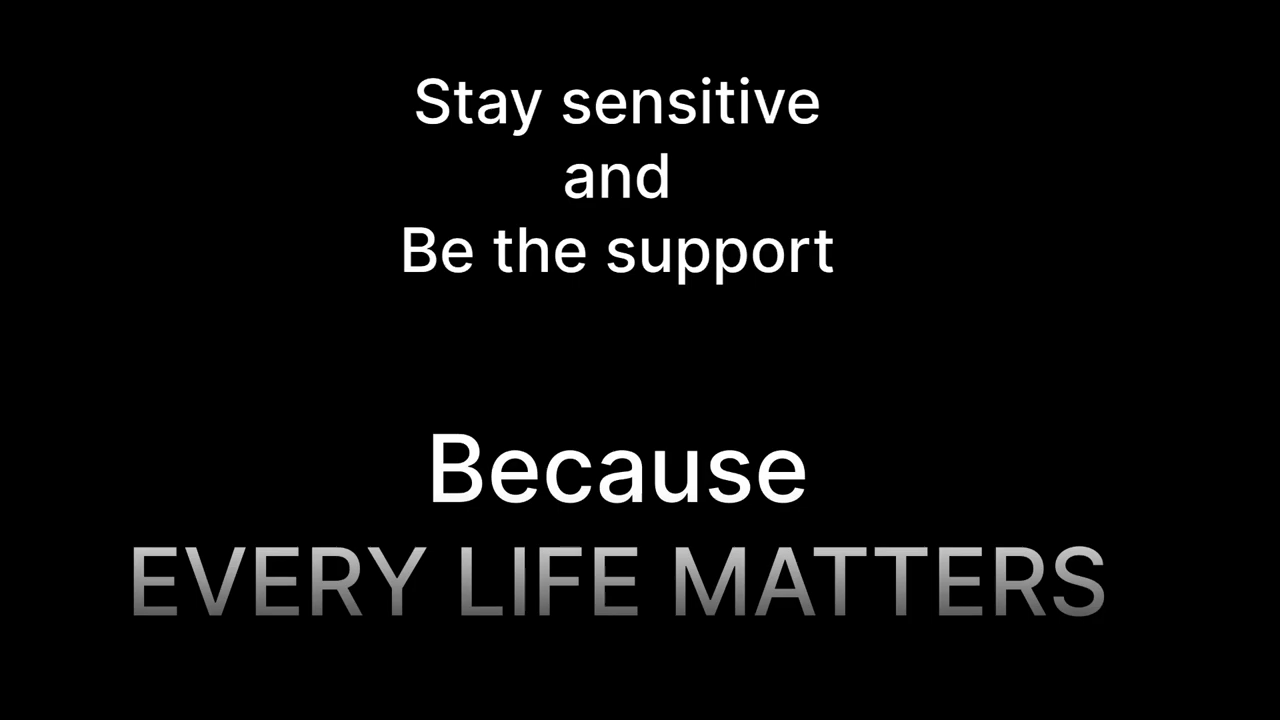 Stay sensitive
and
Be the support
Because
EVERY LIFE MATTERS